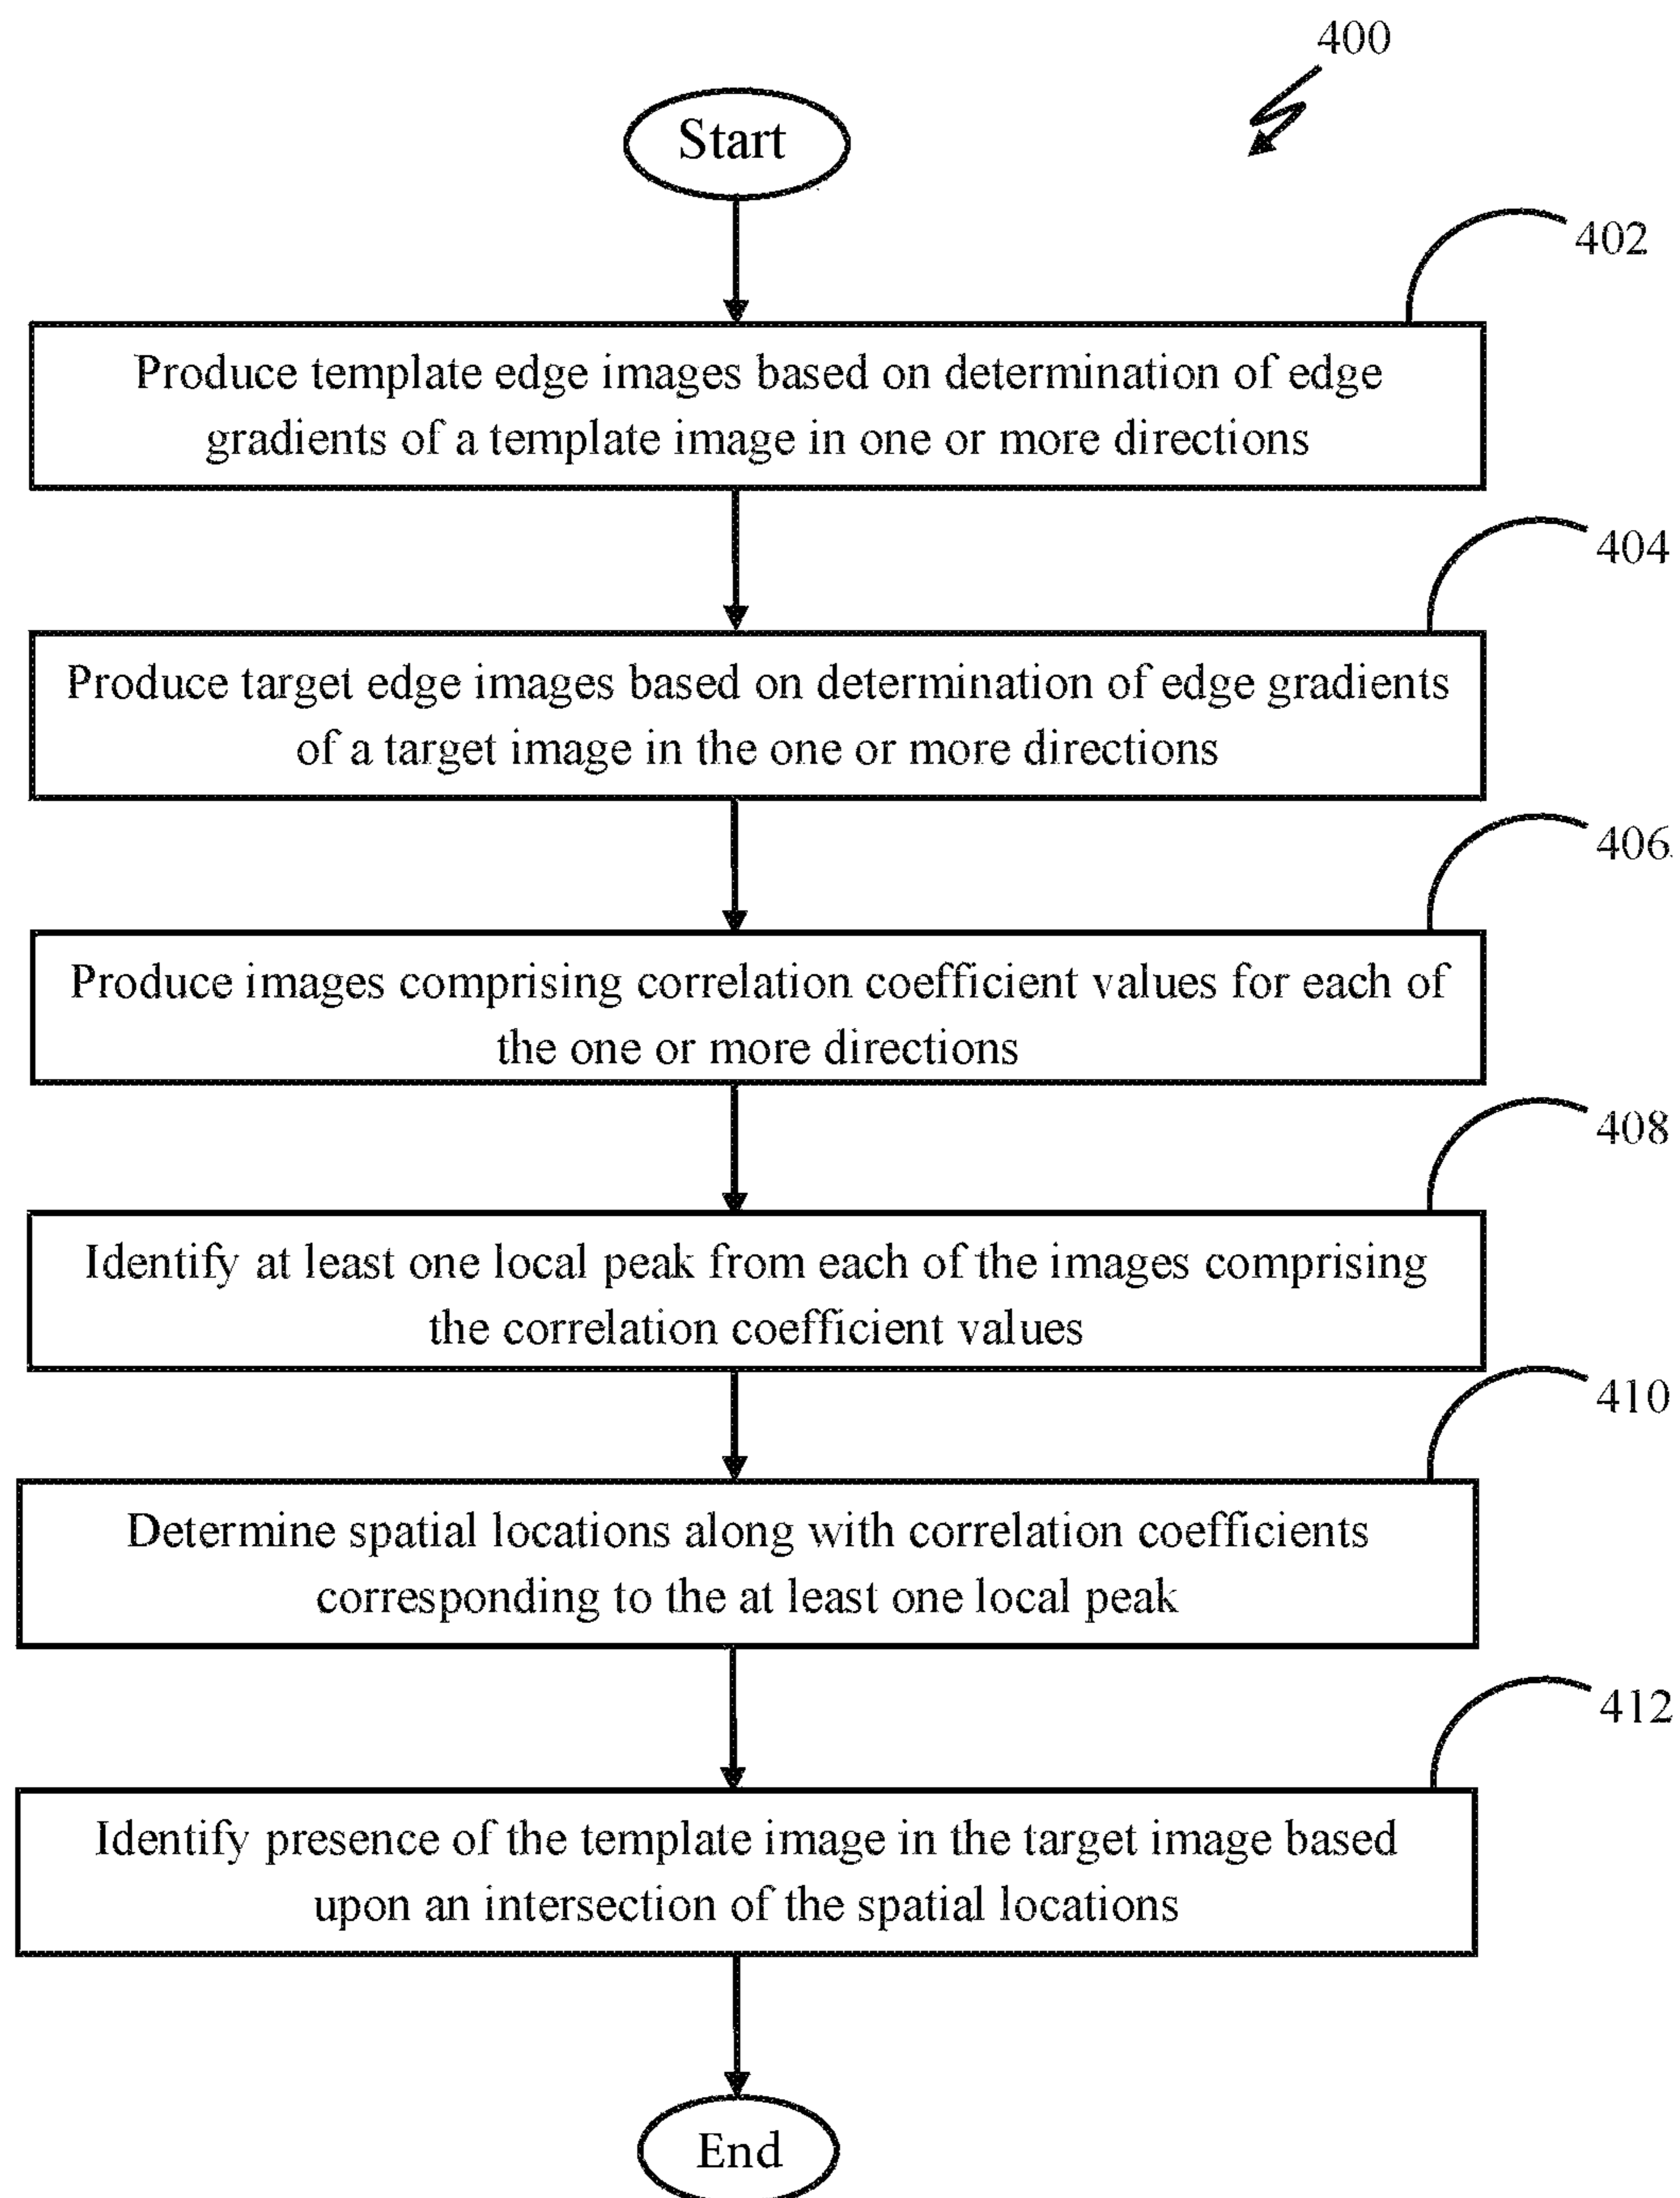 400
Start
402
Produce template edge images based on determination of edge
gradients of a template image in one or more directions
404
Produce target edge images based on determination of edge gradients
of a target image in the one or more directions
406
Produce images comprising correlation coefficient values for each of
the one or more directions
408
Identify at least one local peak from each of the images comprising
the correlation coefficient values
410
Determine spatial locations along with correlation coefficients
corresponding to the at least one local peak
412
Identify presence of the template image in the target image based
upon an intersection of the spatial locations
End